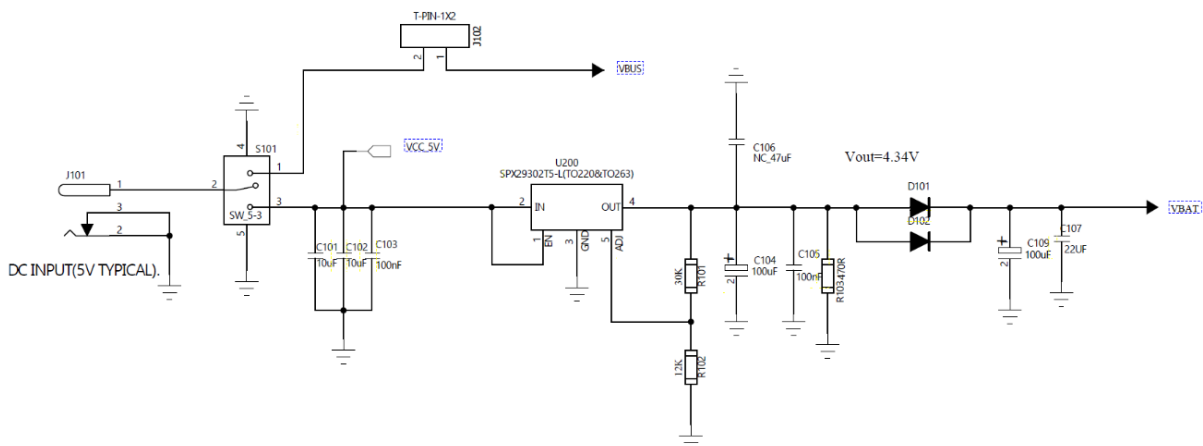 T-PIN-1X2
J102
2
1
VBUS
4
S101
1
VCC_5V
C106
NC_47uF
Vout=4.34V
U200
SPX29302T5-L(TO220&TO263)
J101
1
2
3
SW_5-3
5
3
2
DC INPUT(5V TYPICAL).
C101
10uF
C102
10uF
C103
100nF
2
IN
OUT
4
1
EN
3
GND
5
ADJ
30K
R101
12K
R102
+
2
C104
100uF
C105
100nF
R103470R
D101
D102
VBAT
+
2
C109
100uF
C107
22UF